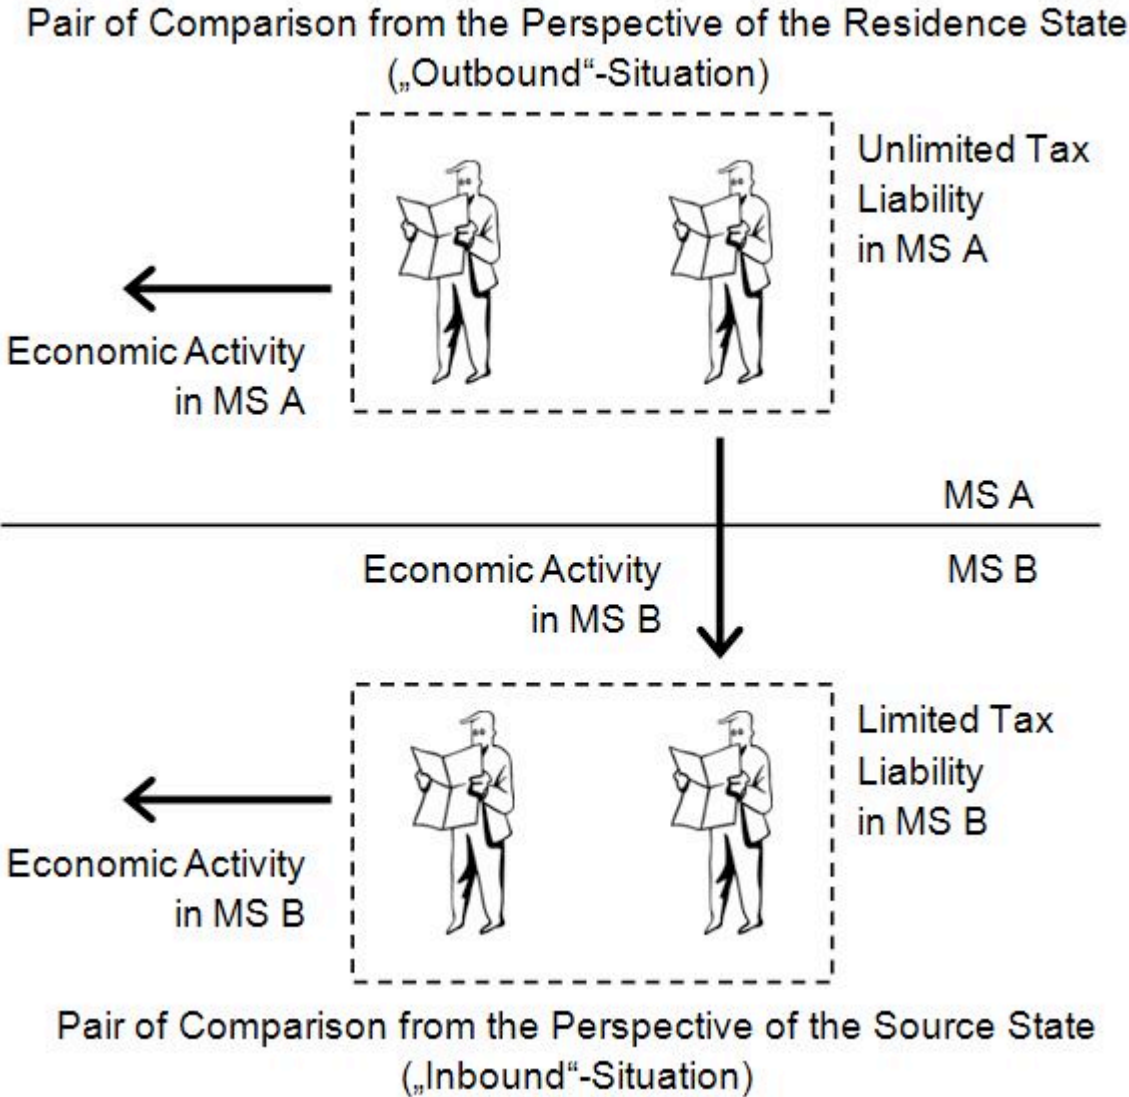 Pair of Comparison from the Perspective of the Residence State
(„Outbound“-Situation)
Unlimited Tax
Liability
in MS A
Economic Activity
in MS A
MS A
Economic Activity
in MS B
MS B
Limited Tax
Liability
in MS B
Economic Activity
in MS B
Pair of Comparison from the Perspective of the Source State
(„Inbound“-Situation)